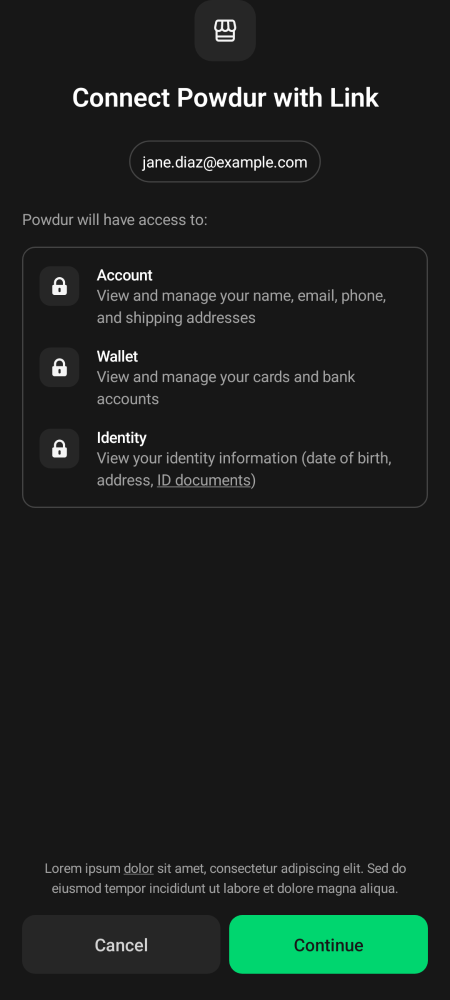 Connect Powdur with Link
jane.diaz@example.com
Powdur will have access to:
Account
View and manage your name, email, phone,
and shipping addresses
Wallet
View and manage your cards and bank
accounts
Identity
View your identity information (date of birth,
address, ID documents)
Lorem ipsum dolor sit amet, consectetur adipiscing elit. Sed do
eiusmod tempor incididunt ut labore et dolore magna aliqua.
Cancel
Continue